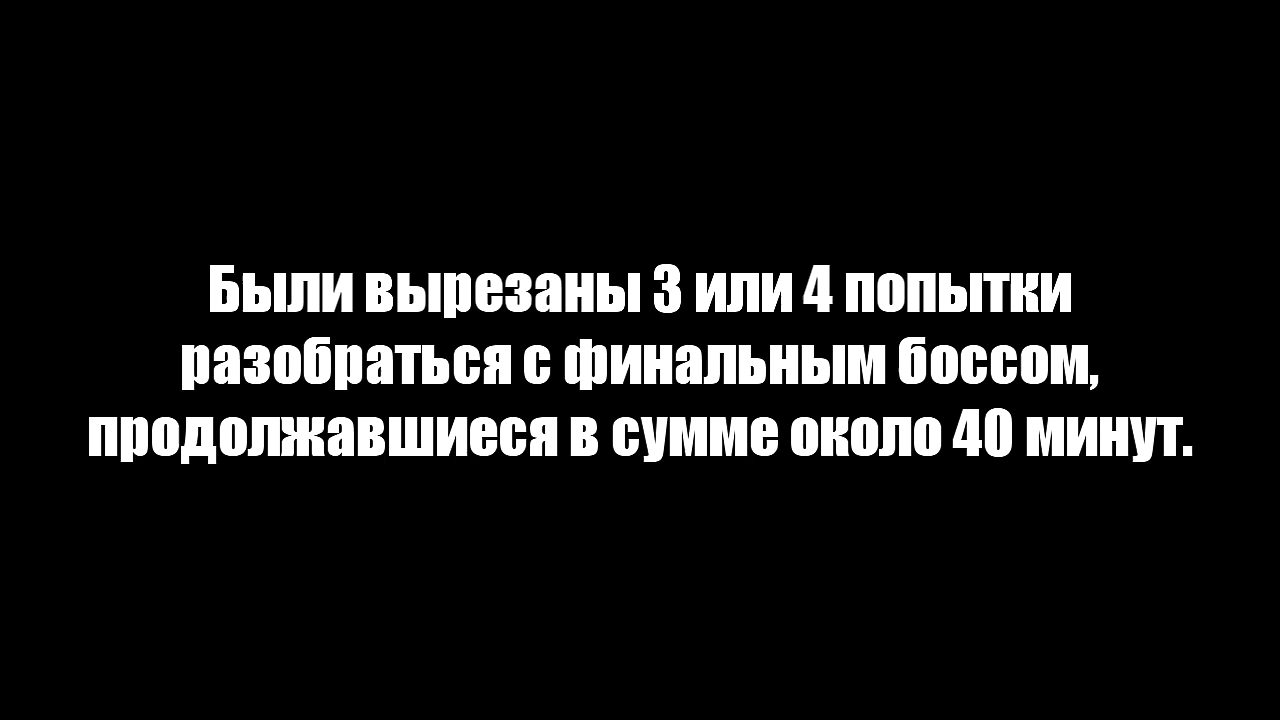 Были вырезаны 3 или 4 попытки
разобраться с финальным боссом,
продолжавшиеся в сумме около 40 минут.